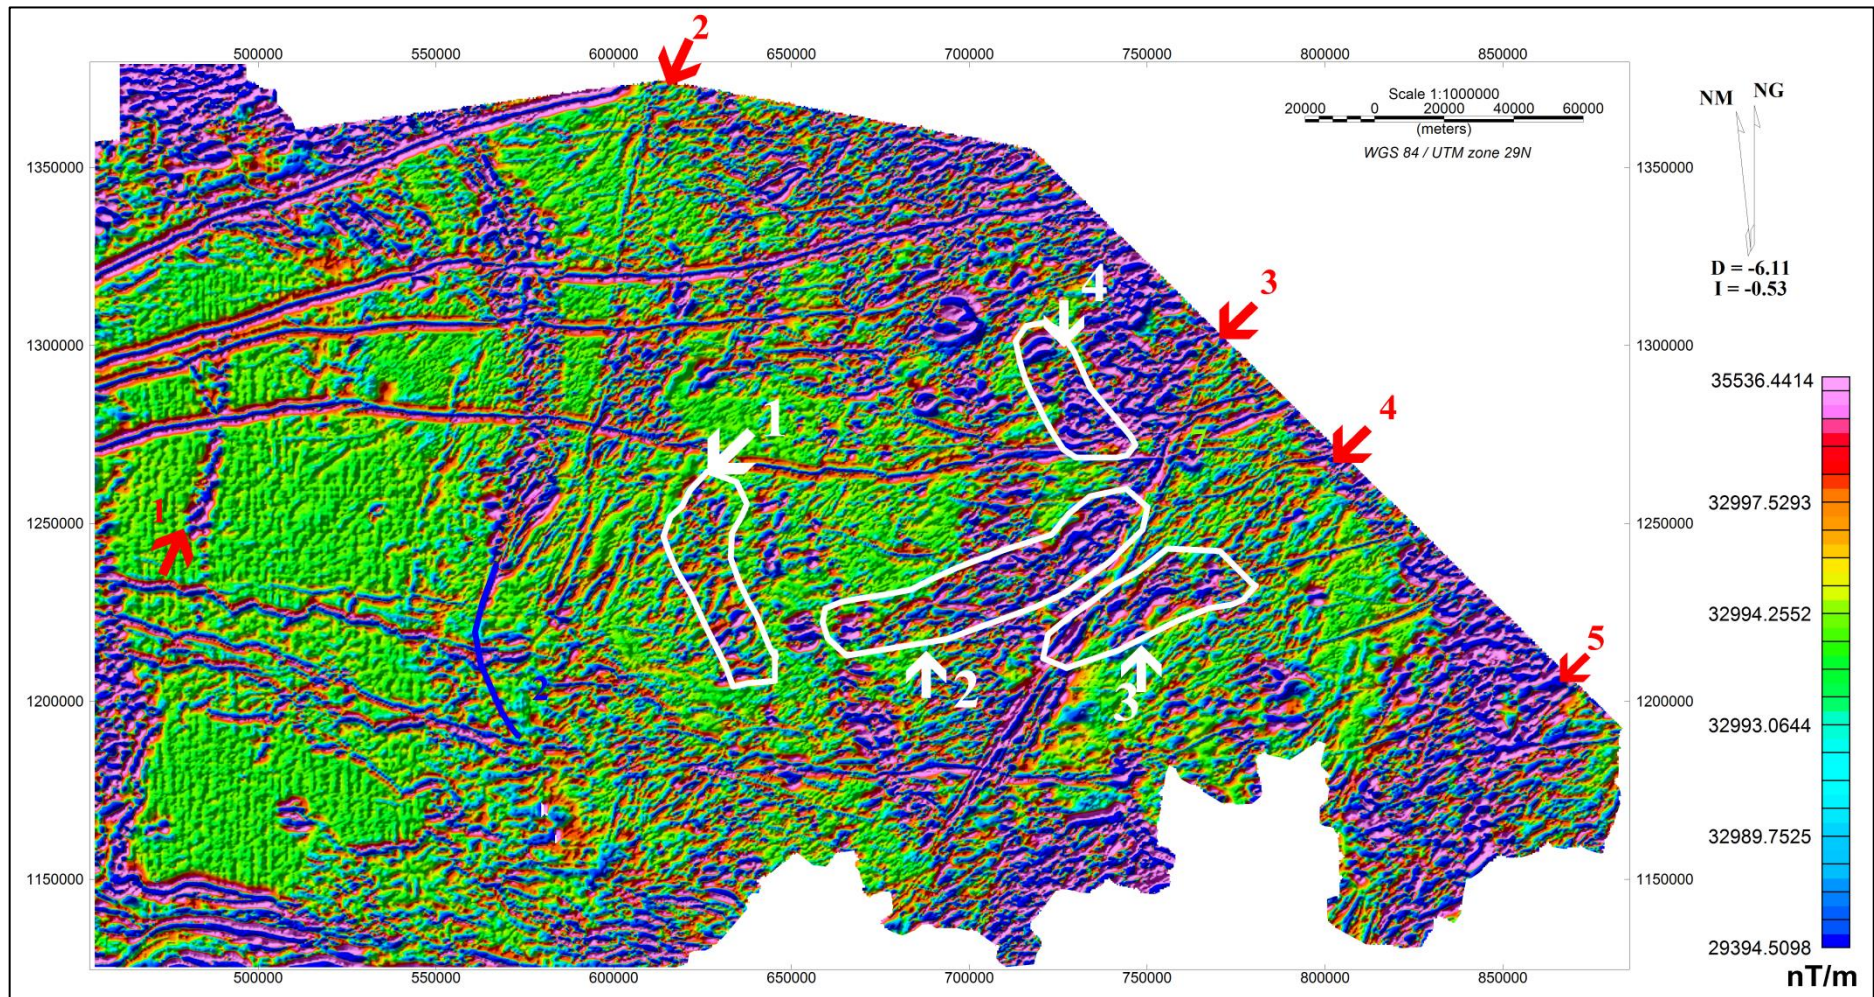 2
500000 550000 600000 650000 700000 750000 800000 850000
Scale 1:1000000
20000 0 20000 40000 60000
(meters)
WGS 84 / UTM zone 29N
NM NG
D = -6.11
I = -0.53
1350000 1350000
3
4
1300000 1300000
35536.4414
4
1
7
32997.5293
1
1250000 1250000
32994.2552
5
2
2
3
1200000 1200000
32993.0644
32989.7525
1150000 1150000
29394.5098
nT/m
500000 550000 600000 650000 700000 750000 800000 850000